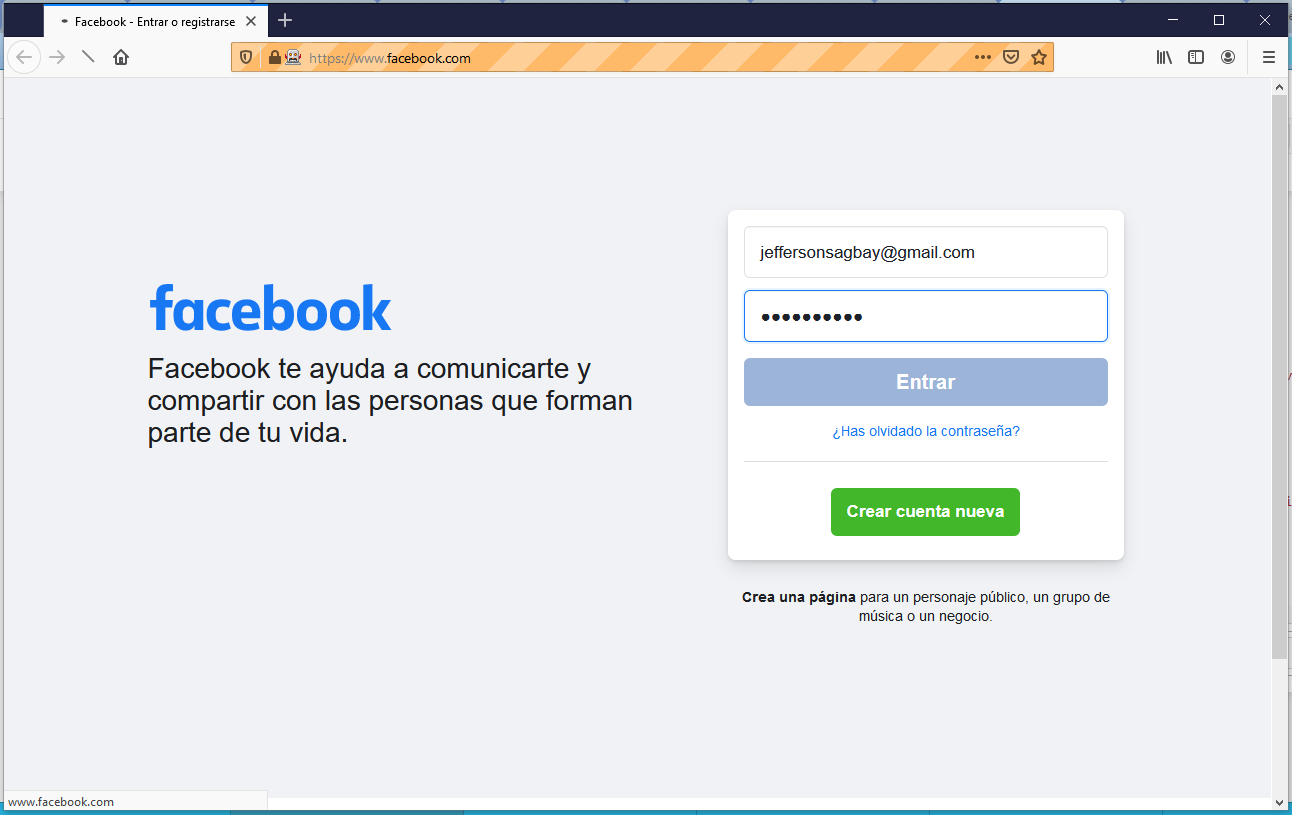 Facebook - Entrar o registrarse
https://www.facebook.com
jeffersonsagbay@gmail.com
facebook
Facebook te ayuda a comunicarte y
compartir con las personas que forman
parte de tu vida.
Entrar
¿Has olvidado la contraseña?
Crear cuenta nueva
Crea una página para un personaje público, un grupo de
música o un negocio.
www.facebook.com